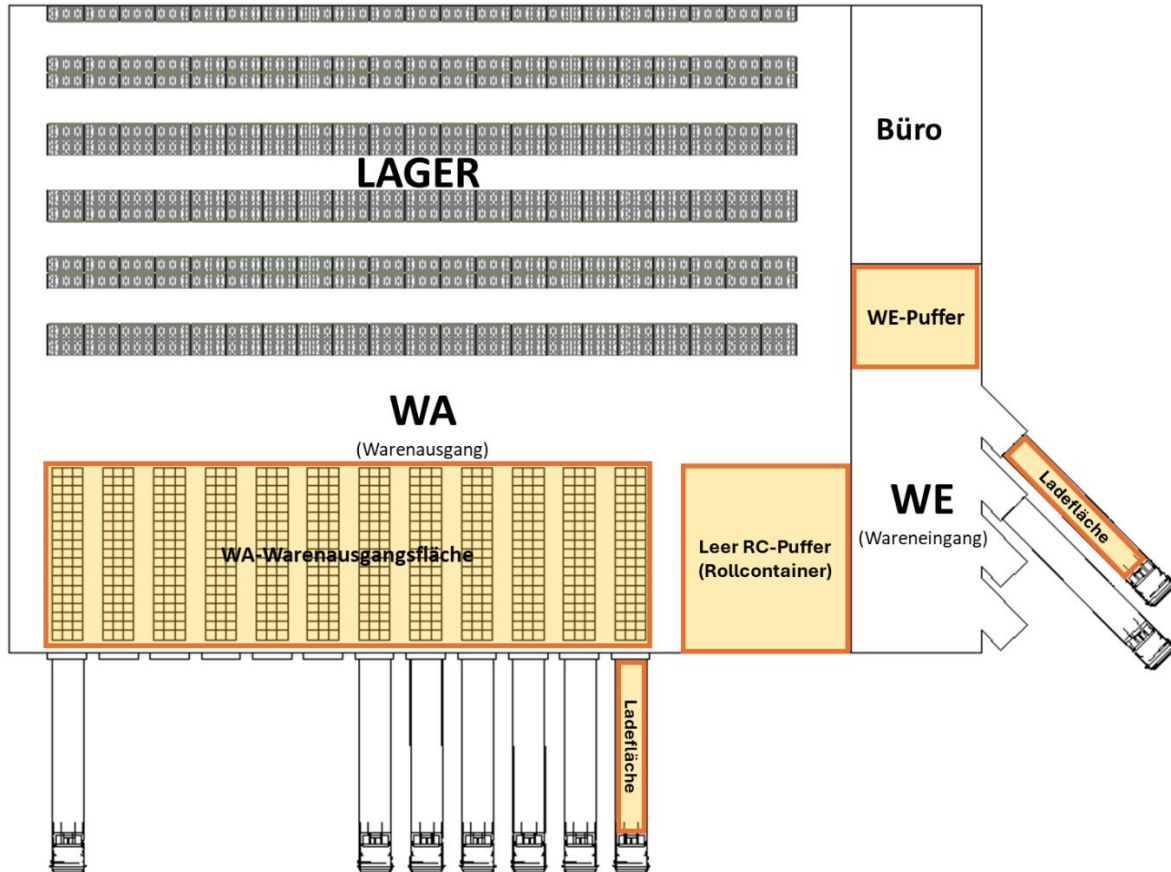 Büro
LAGER
WE-Puffer
WA
(Warenausgang)
WE
(Wareneingang)
Ladefläche
WA-Warenausgangsfläche
Leer RC-Puffer
(Rollcontainer)
Ladefläche